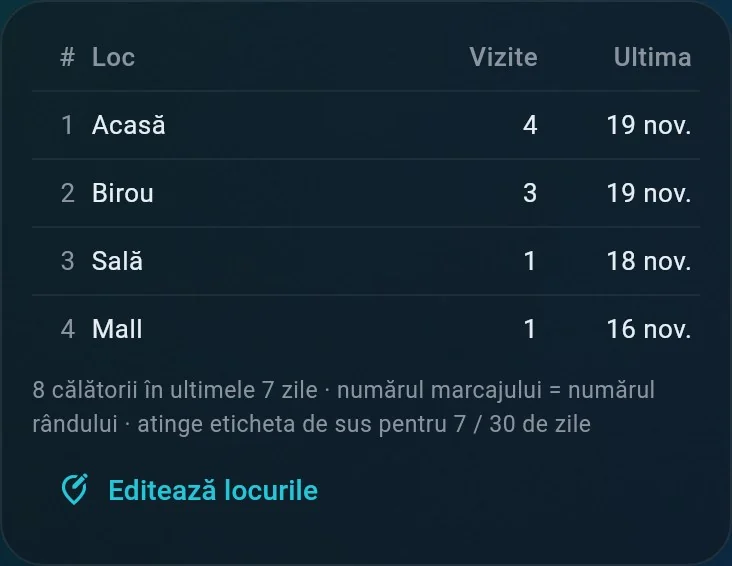 # Loc Vizite Ultima
1 Acasă 4 19 nov.
2 Birou 3 19 nov.
3 Sală 1 18 nov.
4 Mall 1 16 nov.
8 călătorii în ultimele 7 zile · numărul marcajului = numărul
rândului · atinge eticheta de sus pentru 7 / 30 de zile
Editează locurile